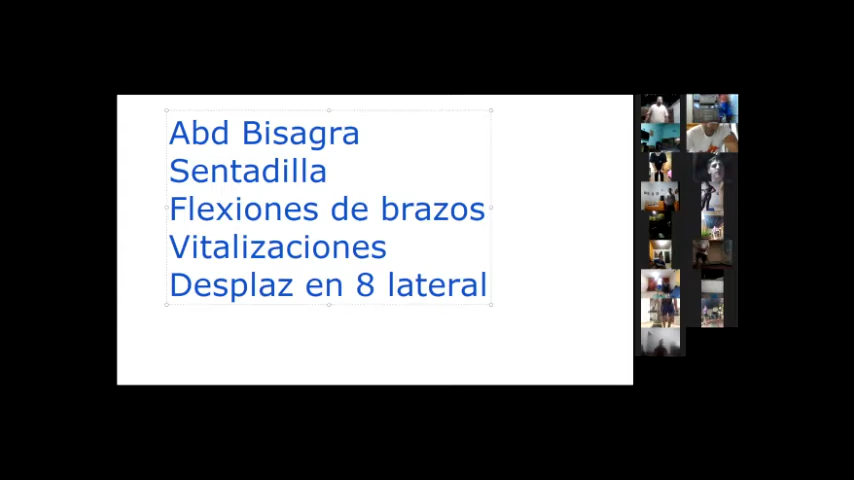 Abd Bisagra
Sentadilla
Flexiones de brazos
Vitalizaciones
Desplaz en 8 lateral